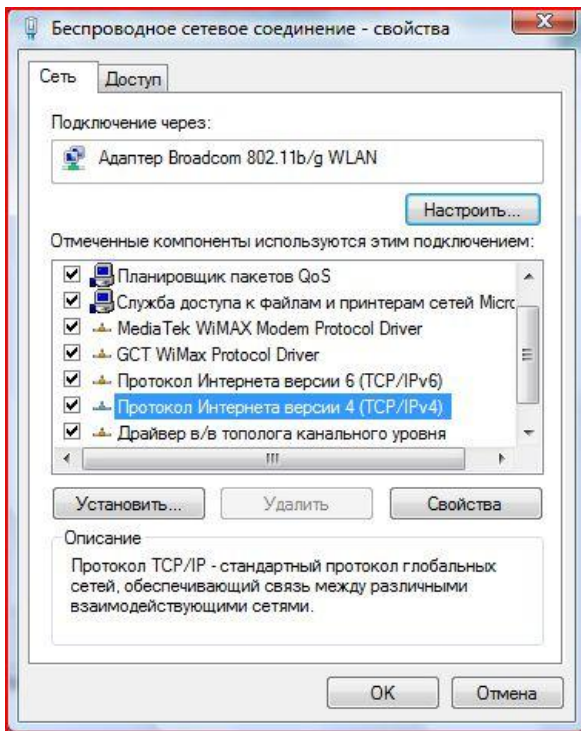 Беспроводное сетевое соединение - свойства
Сеть
Доступ
Подключение через:
Адаптер Broadcom 802.11b/g WLAN
Настроить...
Отмеченные компоненты используются этим подключением:
Планировщик пакетов QoS
Служба доступа к файлам и принтерам сетей Micro
MediaTek WiMAX Modem Protocol Driver
GCT WiMax Protocol Driver
Протокол Интернета версии 6 (TCP/IPv6)
Протокол Интернета версии 4 (TCP/IPv4)
Драйвер в/в тополога канального уровня
Установить...
Удалить
Свойства
Описание
Протокол TCP/IP - стандартный протокол глобальных
сетей, обеспечивающий связь между различными
взаимодействующими сетями.
OK
Отмена